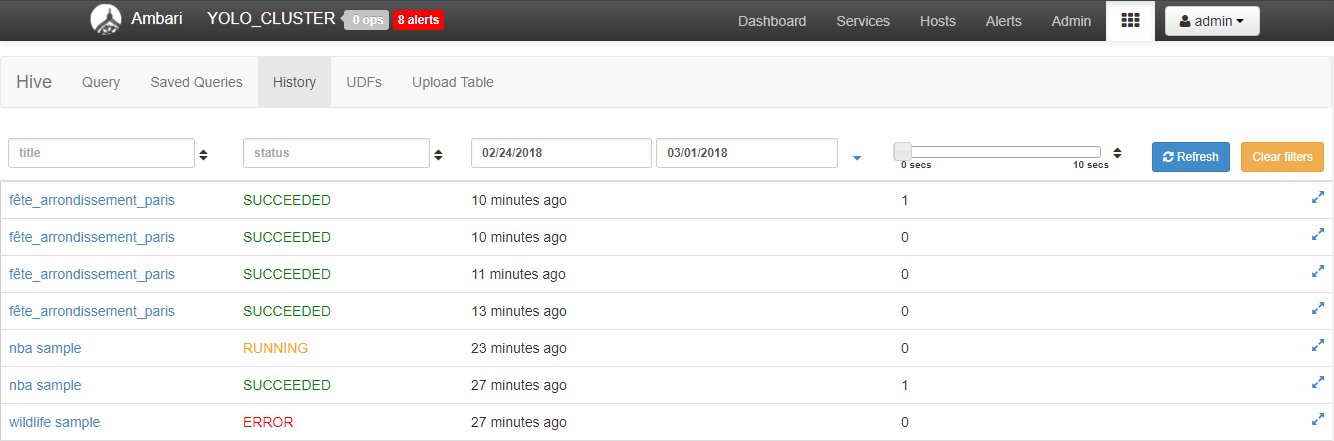 Ambari YOLO_CLUSTER 0 ops 8 alerts Dashboard Services Hosts Alerts Admin admin
Hive Query Saved Queries History UDFs Upload Table
title status 02/24/2018 03/01/2018 0 secs 10 secs Refresh Clear filters
fête_arrondissement_paris SUCCEEDED 10 minutes ago 1
fête_arrondissement_paris SUCCEEDED 10 minutes ago 0
fête_arrondissement_paris SUCCEEDED 11 minutes ago 0
fête_arrondissement_paris SUCCEEDED 13 minutes ago 0
nba sample RUNNING 23 minutes ago 0
nba sample SUCCEEDED 27 minutes ago 1
wildlife sample ERROR 27 minutes ago 0